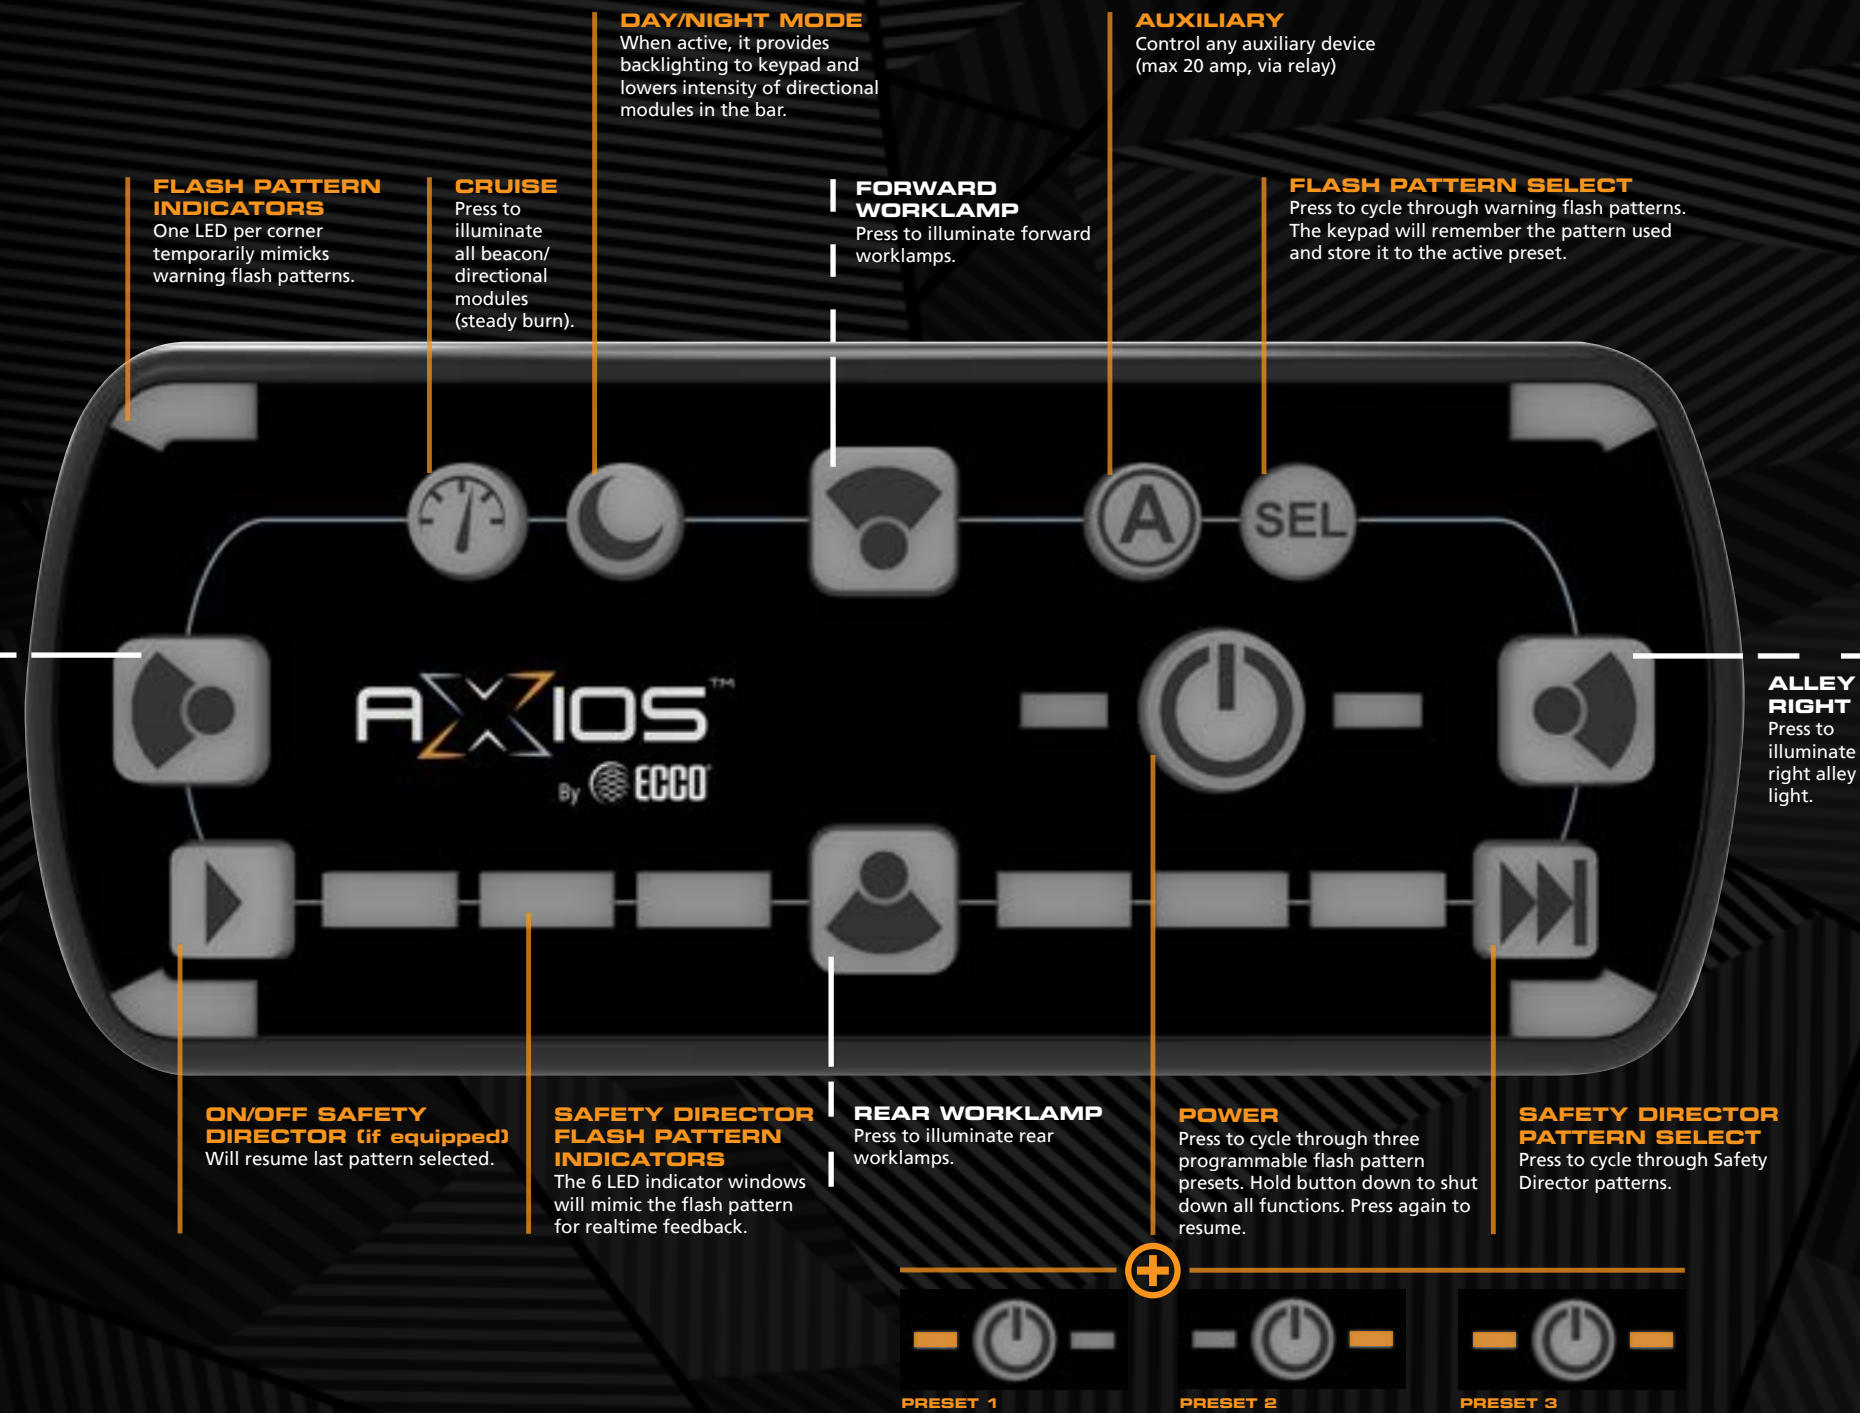 DAY/NIGHT MODE
When active, it provides
backlighting to keypad and
lowers intensity of directional
modules in the bar.
AUXILIARY
Control any auxiliary device
(max 20 amp, via relay)
FLASH PATTERN
INDICATORS
One LED per corner
temporarily mimicks
warning flash patterns.
CRUISE
Press to
illuminate
all beacon/
directional
modules
(steady burn).
FORWARD
WORKLAMP
Press to illuminate forward
worklamps.
FLASH PATTERN SELECT
Press to cycle through warning flash patterns.
The keypad will remember the pattern used
and store it to the active preset.
A
SEL
AXIOS™
By ECCO
ALLEY
RIGHT
Press to
illuminate
right alley
light.
ON/OFF SAFETY
DIRECTOR (if equipped)
Will resume last pattern selected.
SAFETY DIRECTOR
FLASH PATTERN
INDICATORS
The 6 LED indicator windows
will mimic the flash pattern
for realtime feedback.
REAR WORKLAMP
Press to illuminate rear
worklamps.
POWER
Press to cycle through three
programmable flash pattern
presets. Hold button down to shut
down all functions. Press again to
resume.
SAFETY DIRECTOR
PATTERN SELECT
Press to cycle through Safety
Director patterns.
PRESET 1
PRESET 2
PRESET 3